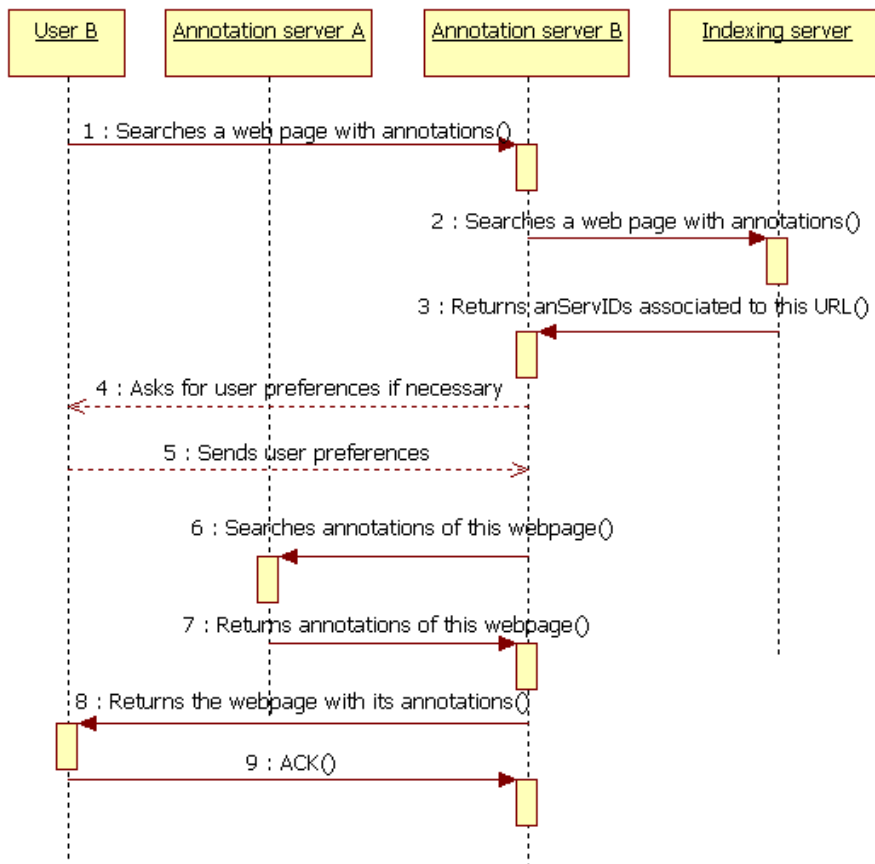 User B
Annotation server A
Annotation server B
Indexing server
1 : Searches a web page with annotations()
2 : Searches a web page with annotations()
3 : Returns anServIDs associated to this URL()
4 : Asks for user preferences if necessary
5 : Sends user preferences
6 : Searches annotations of this webpage()
7 : Returns annotations of this webpage()
8 : Returns the webpage with its annotations()
9 : ACK()